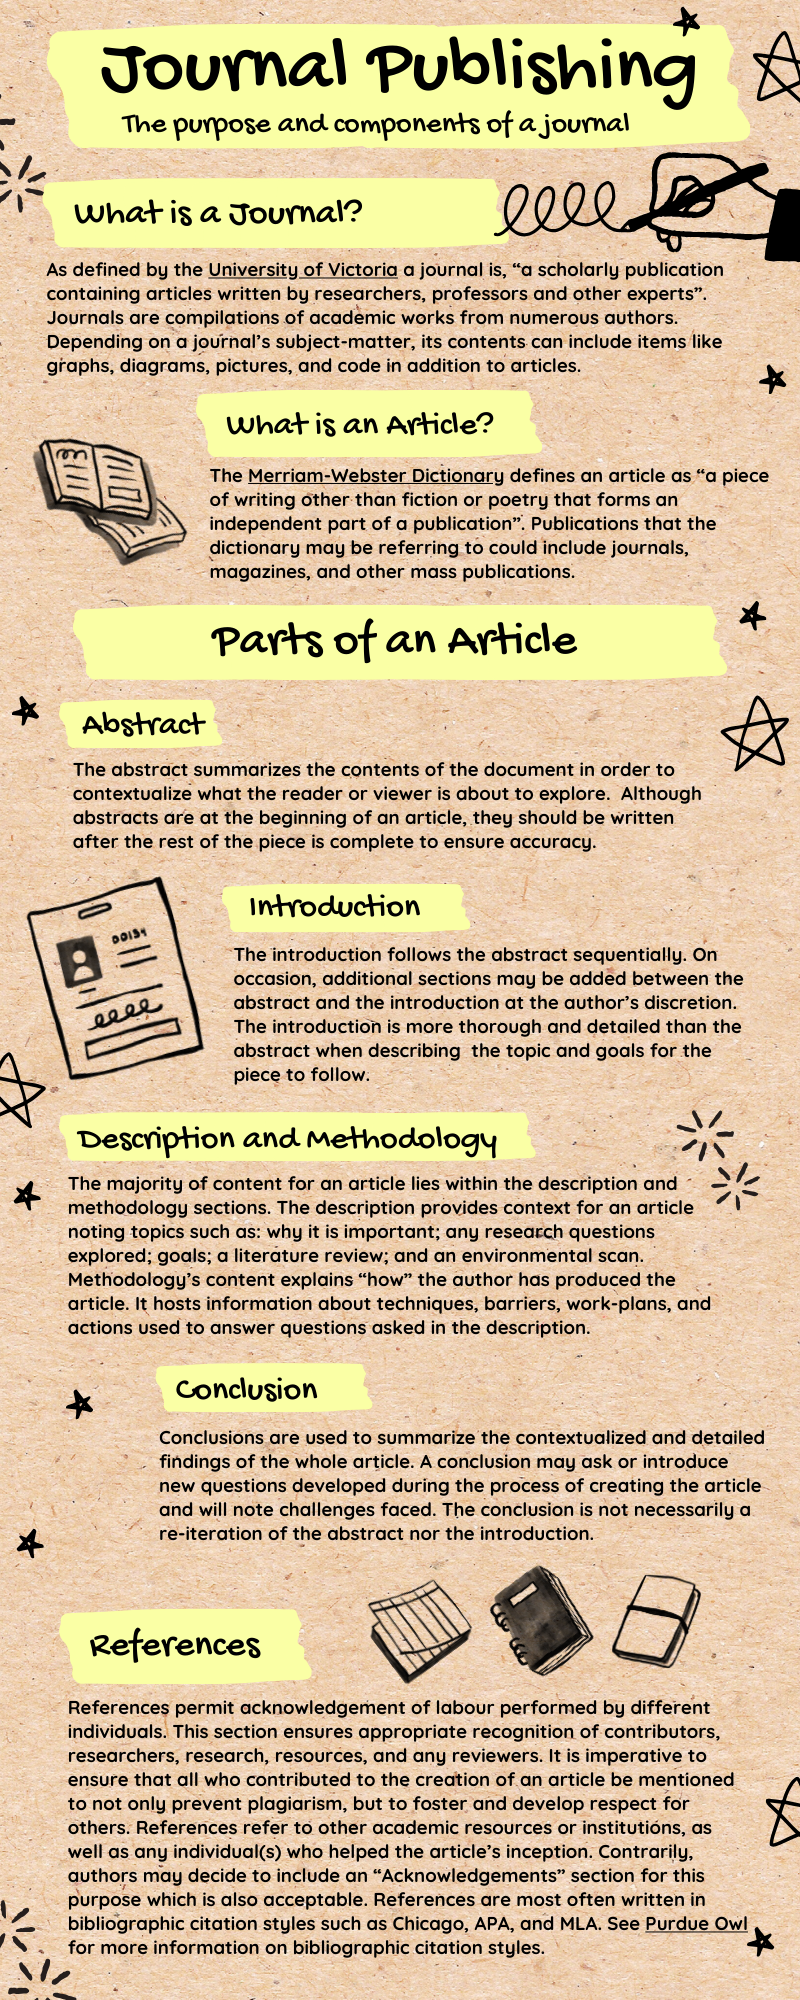 Journal Publishing
The purpose and components of a journal
What is a Journal?
As defined by the University of Victoria a journal is, “a scholarly publication
containing articles written by researchers, professors and other experts”.
Journals are compilations of academic works from numerous authors.
Depending on a journal’s subject-matter, its contents can include items like
graphs, diagrams, pictures, and code in addition to articles.
What is an Article?
The Merriam-Webster Dictionary defines an article as “a piece
of writing other than fiction or poetry that forms an
independent part of a publication”. Publications that the
dictionary may be referring to could include journals,
magazines, and other mass publications.
Parts of an Article
Abstract
The abstract summarizes the contents of the document in order to
contextualize what the reader or viewer is about to explore.  Although
abstracts are at the beginning of an article, they should be written
after the rest of the piece is complete to ensure accuracy.
Introduction
The introduction follows the abstract sequentially. On
occasion, additional sections may be added between the
abstract and the introduction at the author’s discretion.
The introduction is more thorough and detailed than the
abstract when describing  the topic and goals for the
piece to follow.
Description and Methodology
The majority of content for an article lies within the description and
methodology sections. The description provides context for an article
noting topics such as: why it is important; any research questions
explored; goals; a literature review; and an environmental scan.
Methodology’s content explains “how” the author has produced the
article. It hosts information about techniques, barriers, work-plans, and
actions used to answer questions asked in the description.
Conclusion
Conclusions are used to summarize the contextualized and detailed
findings of the whole article. A conclusion may ask or introduce
new questions developed during the process of creating the article
and will note challenges faced. The conclusion is not necessarily a
re-iteration of the abstract nor the introduction.
References
References permit acknowledgement of labour performed by different
individuals. This section ensures appropriate recognition of contributors,
researchers, research, resources, and any reviewers. It is imperative to
ensure that all who contributed to the creation of an article be mentioned
to not only prevent plagiarism, but to foster and develop respect for
others. References refer to other academic resources or institutions, as
well as any individual(s) who helped the article’s inception. Contrarily,
authors may decide to include an “Acknowledgements” section for this
purpose which is also acceptable. References are most often written in
bibliographic citation styles such as Chicago, APA, and MLA. See Purdue Owl
for more information on bibliographic citation styles.